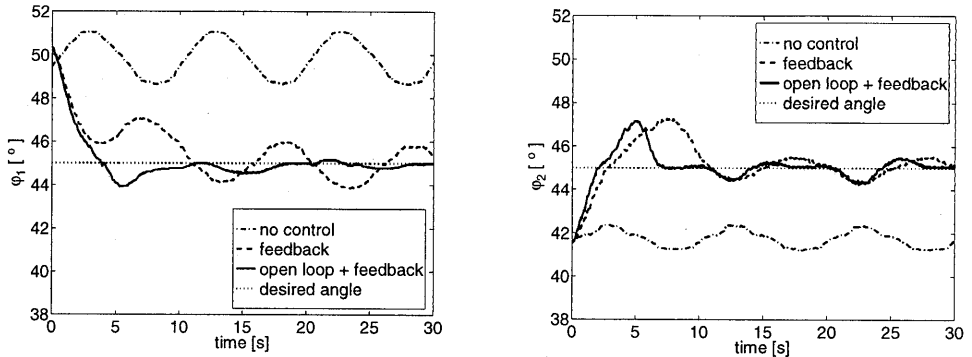 52
50
48
46
44
42
40
38
φ1 [ ° ]
no control
feedback
open loop + feedback
desired angle
0 5 10 15 20 25 30
time [s]
52
50
48
46
44
42
40
38
φ2 [ ° ]
no control
feedback
open loop + feedback
desired angle
0 5 10 15 20 25 30
time [s]